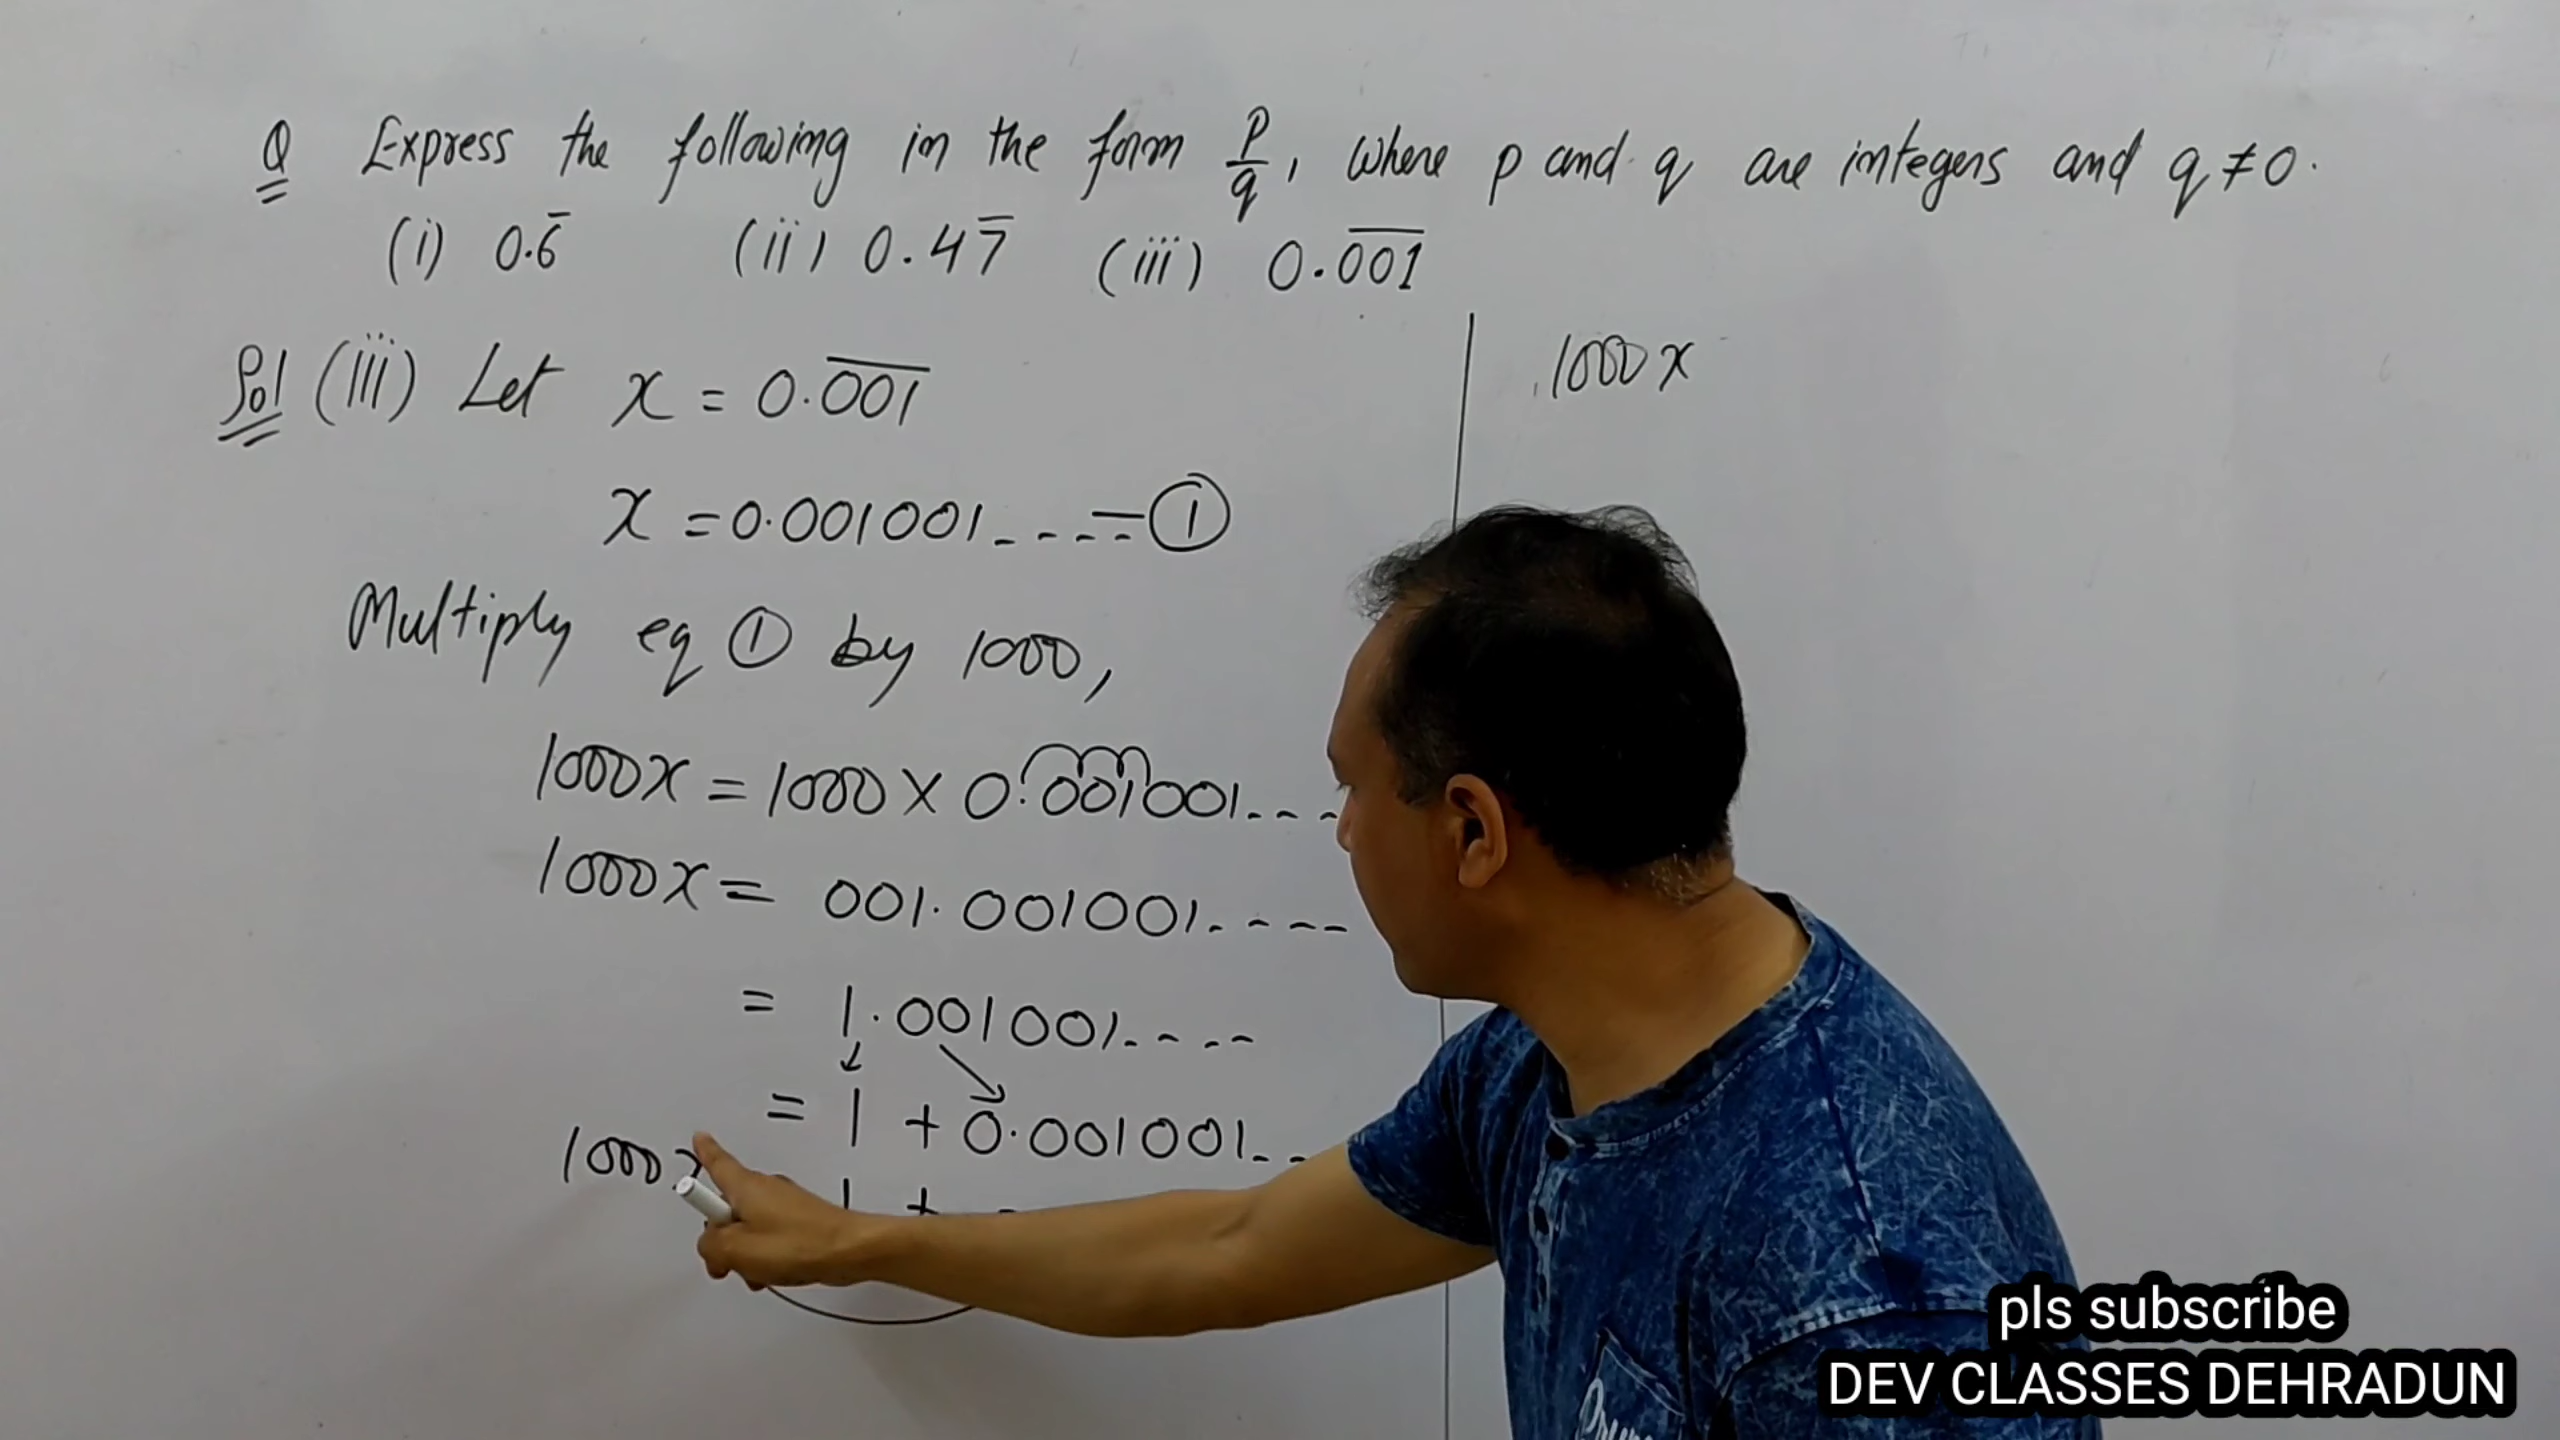 Q Express the following in the form p/q, where p and q are integers and q ≠ 0.
(i) 0.6̅ (ii) 0.47̅ (iii) 0.0̅0̅1̅
Sol (iii) Let x = 0.0̅0̅1̅
x = 0.001001.... — ①
Multiply eq ① by 1000,
1000x = 1000 × 0.001001...
1000x = 001.001001.....
= 1.001001.....
= 1 + 0.001001..
1000x
1 +
1000x
pls subscribe
DEV CLASSES DEHRADUN